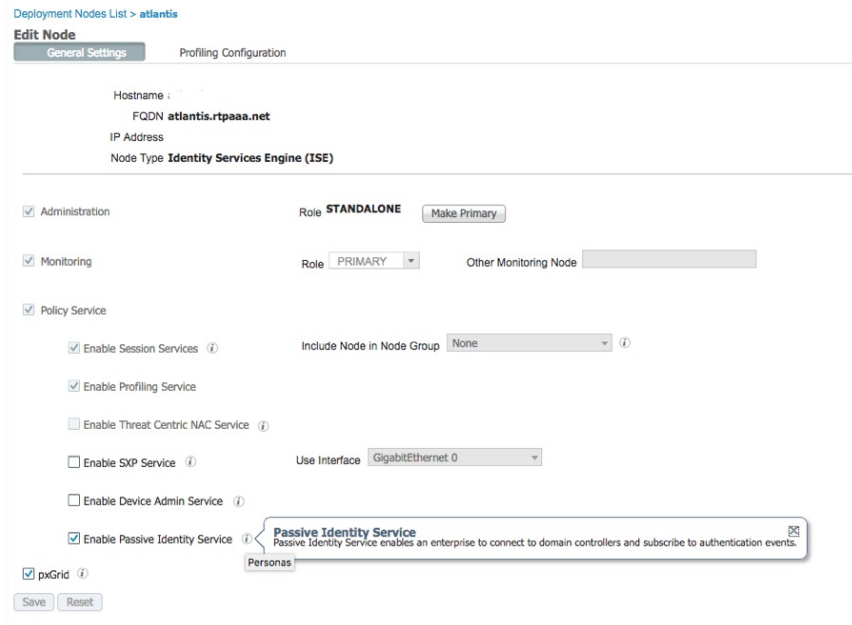 Deployment Nodes List > atlantis
Edit Node
General Settings Profiling Configuration
Hostname
FQDN atlantis.rtpaaa.net
IP Address
Node Type Identity Services Engine (ISE)
Administration Role STANDALONE Make Primary
Monitoring Role PRIMARY Other Monitoring Node
Policy Service
Enable Session Services Include Node in Node Group None
Enable Profiling Service
Enable Threat Centric NAC Service
Enable SXP Service Use Interface GigabitEthernet 0
Enable Device Admin Service
Enable Passive Identity Service Passive Identity Service
Passive Identity Service enables an enterprise to connect to domain controllers and subscribe to authentication events.
Personas
pxGrid
Save Reset